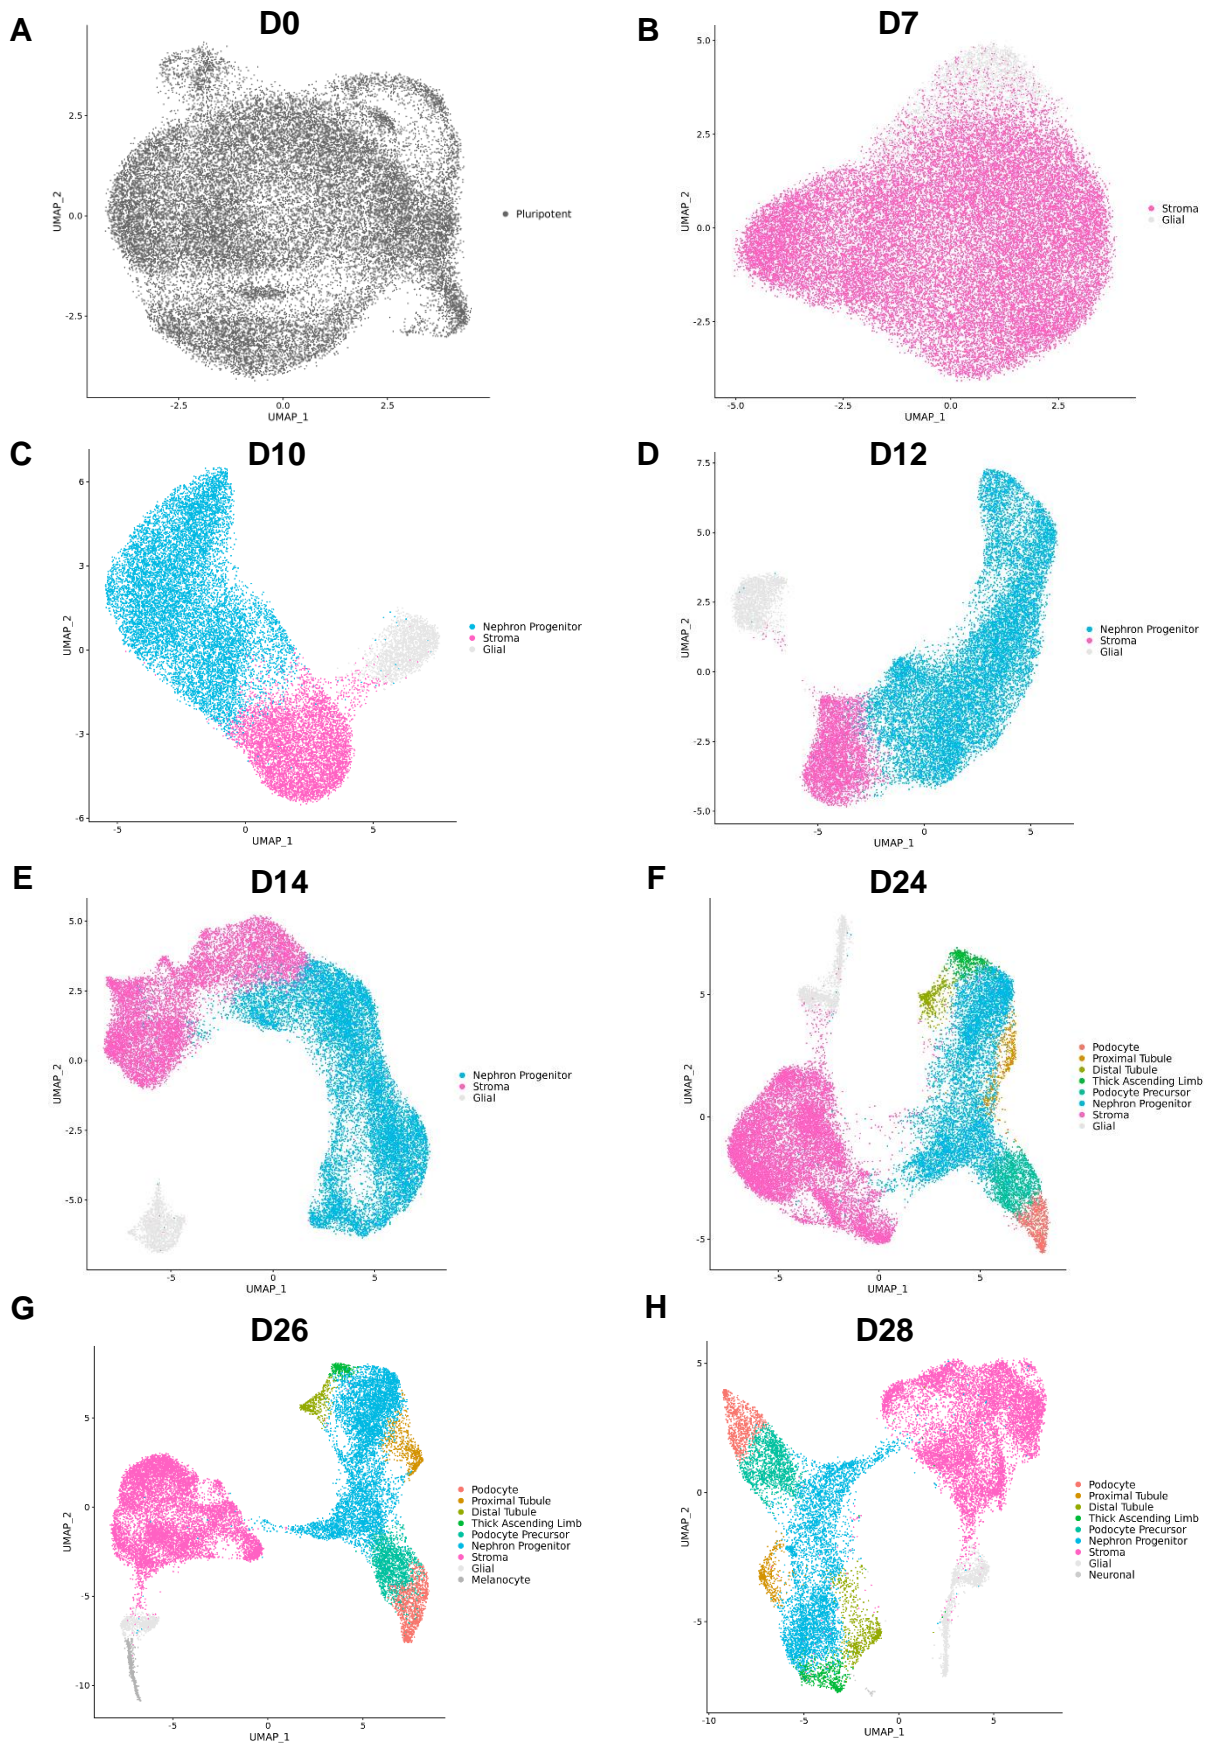 A
D0
2.5
0.0
-2.5
UMAP_2
-2.5
0.0
2.5
UMAP_1
Pluripotent
B
D7
5.0
2.5
0.0
-2.5
UMAP_2
-5.0
-2.5
0.0
2.5
UMAP_1
Stroma
Glial
C
D10
6
3
0
-3
-6
UMAP_2
-5
0
5
UMAP_1
Nephron Progenitor
Stroma
Glial
D
D12
7.5
5.0
2.5
0.0
-2.5
-5.0
UMAP_2
-5
0
5
UMAP_1
Nephron Progenitor
Stroma
Glial
E
D14
5.0
2.5
0.0
-2.5
-5.0
UMAP_2
-5
0
5
UMAP_1
Nephron Progenitor
Stroma
Glial
F
D24
5
0
-5
UMAP_2
-5
0
5
UMAP_1
Podocyte
Proximal Tubule
Distal Tubule
Thick Ascending Limb
Podocyte Precursor
Nephron Progenitor
Stroma
Glial
G
D26
5
0
-5
-10
UMAP_2
-5
0
5
UMAP_1
Podocyte
Proximal Tubule
Distal Tubule
Thick Ascending Limb
Podocyte Precursor
Nephron Progenitor
Stroma
Glial
Melanocyte
H
D28
5
0
-5
UMAP_2
-10
-5
0
5
UMAP_1
Podocyte
Proximal Tubule
Distal Tubule
Thick Ascending Limb
Podocyte Precursor
Nephron Progenitor
Stroma
Glial
Neuronal